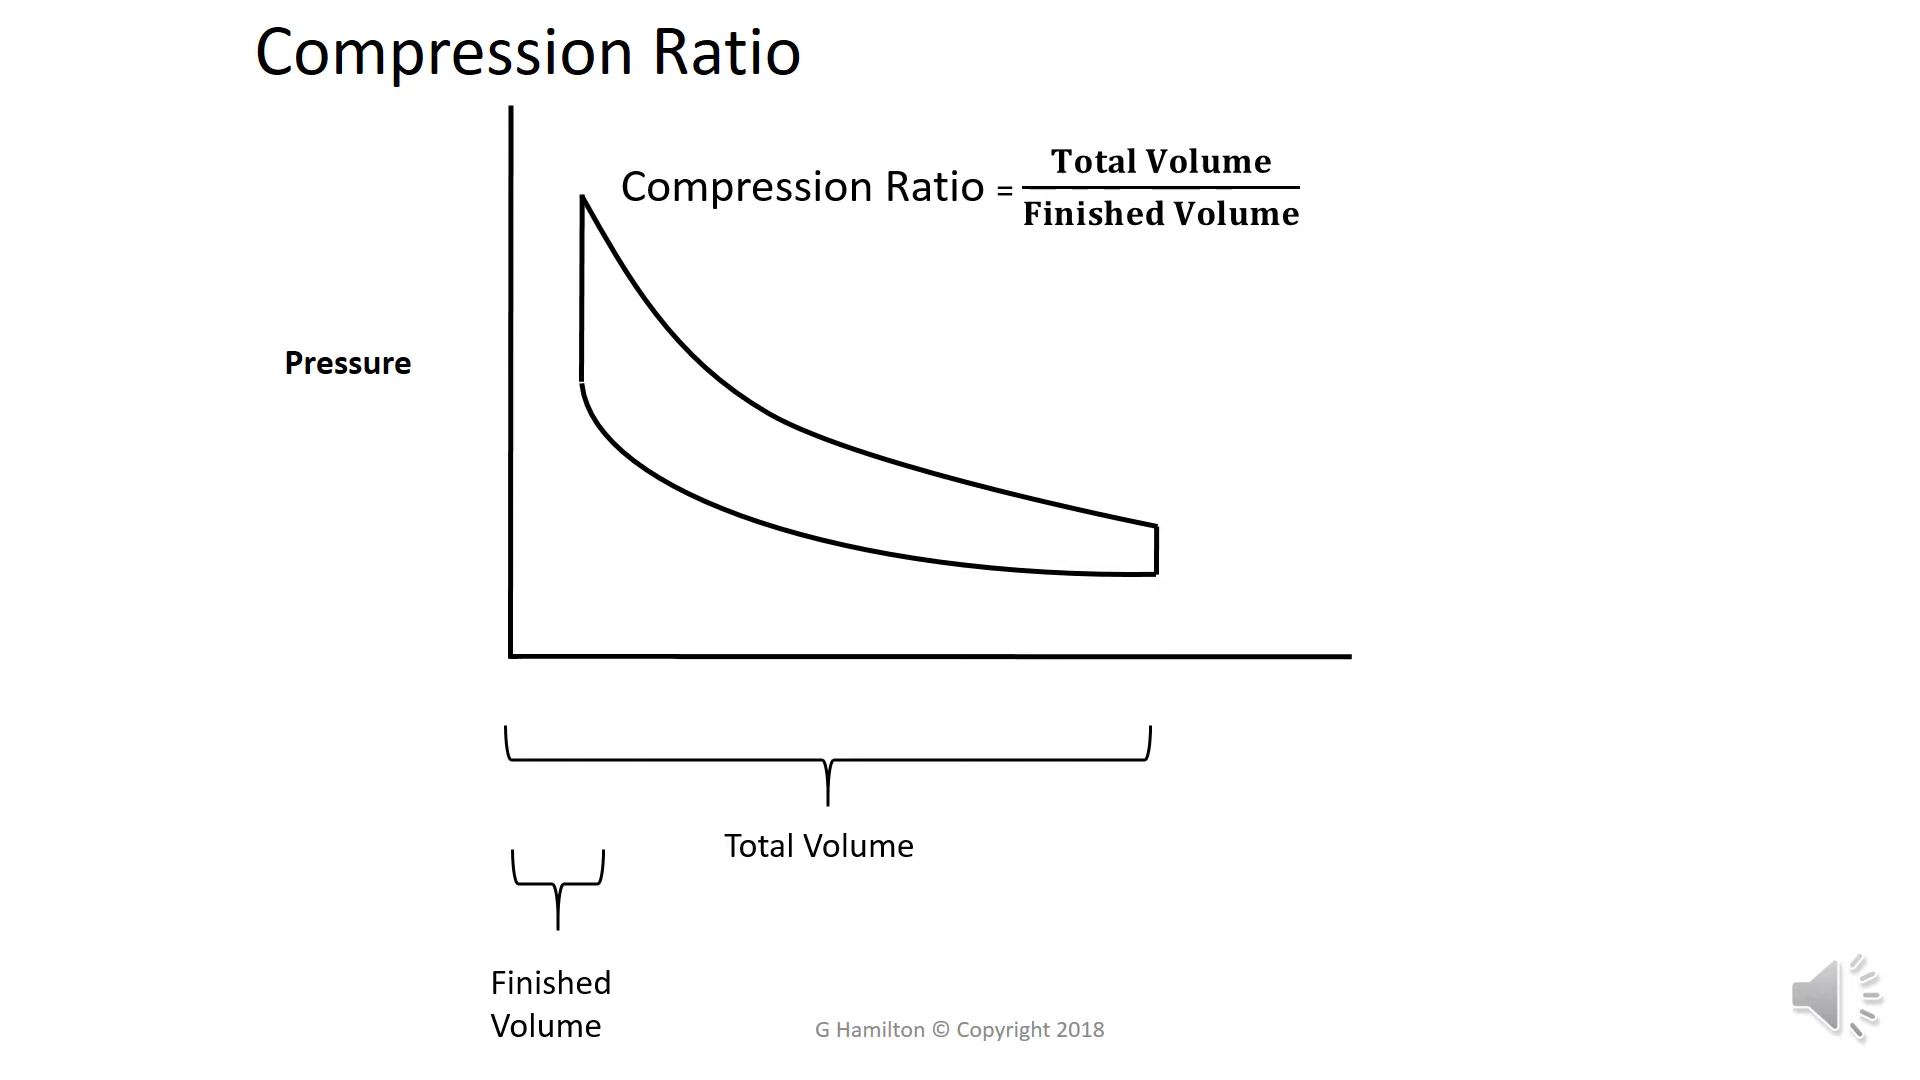 Compression Ratio
Compression Ratio = Total Volume
Finished Volume
Pressure
Total Volume
Finished
Volume
G Hamilton © Copyright 2018